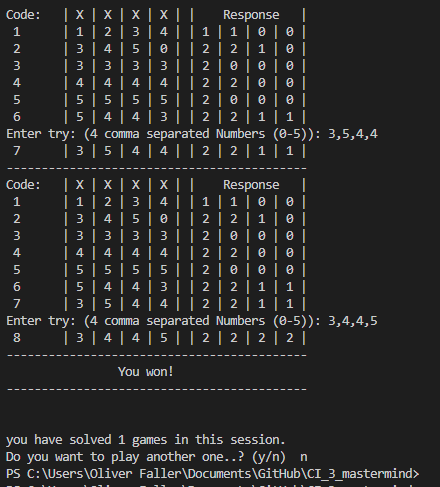 Code:   | X | X | X | X | |    Response   |
 1      | 1 | 2 | 3 | 4 | | 1 | 1 | 0 | 0 |
 2      | 3 | 4 | 5 | 0 | | 2 | 2 | 1 | 0 |
 3      | 3 | 3 | 3 | 3 | | 2 | 0 | 0 | 0 |
 4      | 4 | 4 | 4 | 4 | | 2 | 2 | 0 | 0 |
 5      | 5 | 5 | 5 | 5 | | 2 | 0 | 0 | 0 |
 6      | 5 | 4 | 4 | 3 | | 2 | 2 | 1 | 1 |
Enter try: (4 comma separated Numbers (0-5)): 3,5,4,4
 7      | 3 | 5 | 4 | 4 | | 2 | 2 | 1 | 1 |
---------------------------------------
Code:   | X | X | X | X | |    Response   |
 1      | 1 | 2 | 3 | 4 | | 1 | 1 | 0 | 0 |
 2      | 3 | 4 | 5 | 0 | | 2 | 2 | 1 | 0 |
 3      | 3 | 3 | 3 | 3 | | 2 | 0 | 0 | 0 |
 4      | 4 | 4 | 4 | 4 | | 2 | 2 | 0 | 0 |
 5      | 5 | 5 | 5 | 5 | | 2 | 0 | 0 | 0 |
 6      | 5 | 4 | 4 | 3 | | 2 | 2 | 1 | 1 |
 7      | 3 | 5 | 4 | 4 | | 2 | 2 | 1 | 1 |
Enter try: (4 comma separated Numbers (0-5)): 3,4,4,5
 8      | 3 | 4 | 4 | 5 | | 2 | 2 | 2 | 2 |
---------------------------------------
              You won!
---------------------------------------
you have solved 1 games in this session.
Do you want to play another one..? (y/n)  n
PS C:\Users\Oliver Faller\Documents\GitHub\CI_3_mastermind>